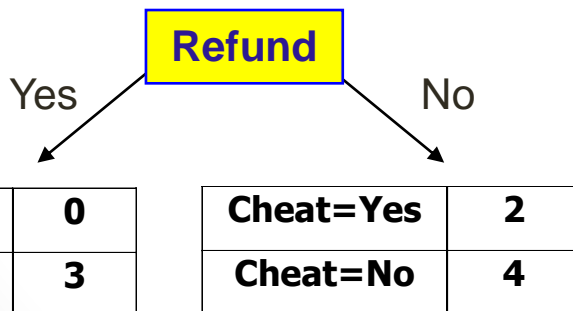 Refund
Yes No
0 Cheat=Yes 2
3 Cheat=No 4